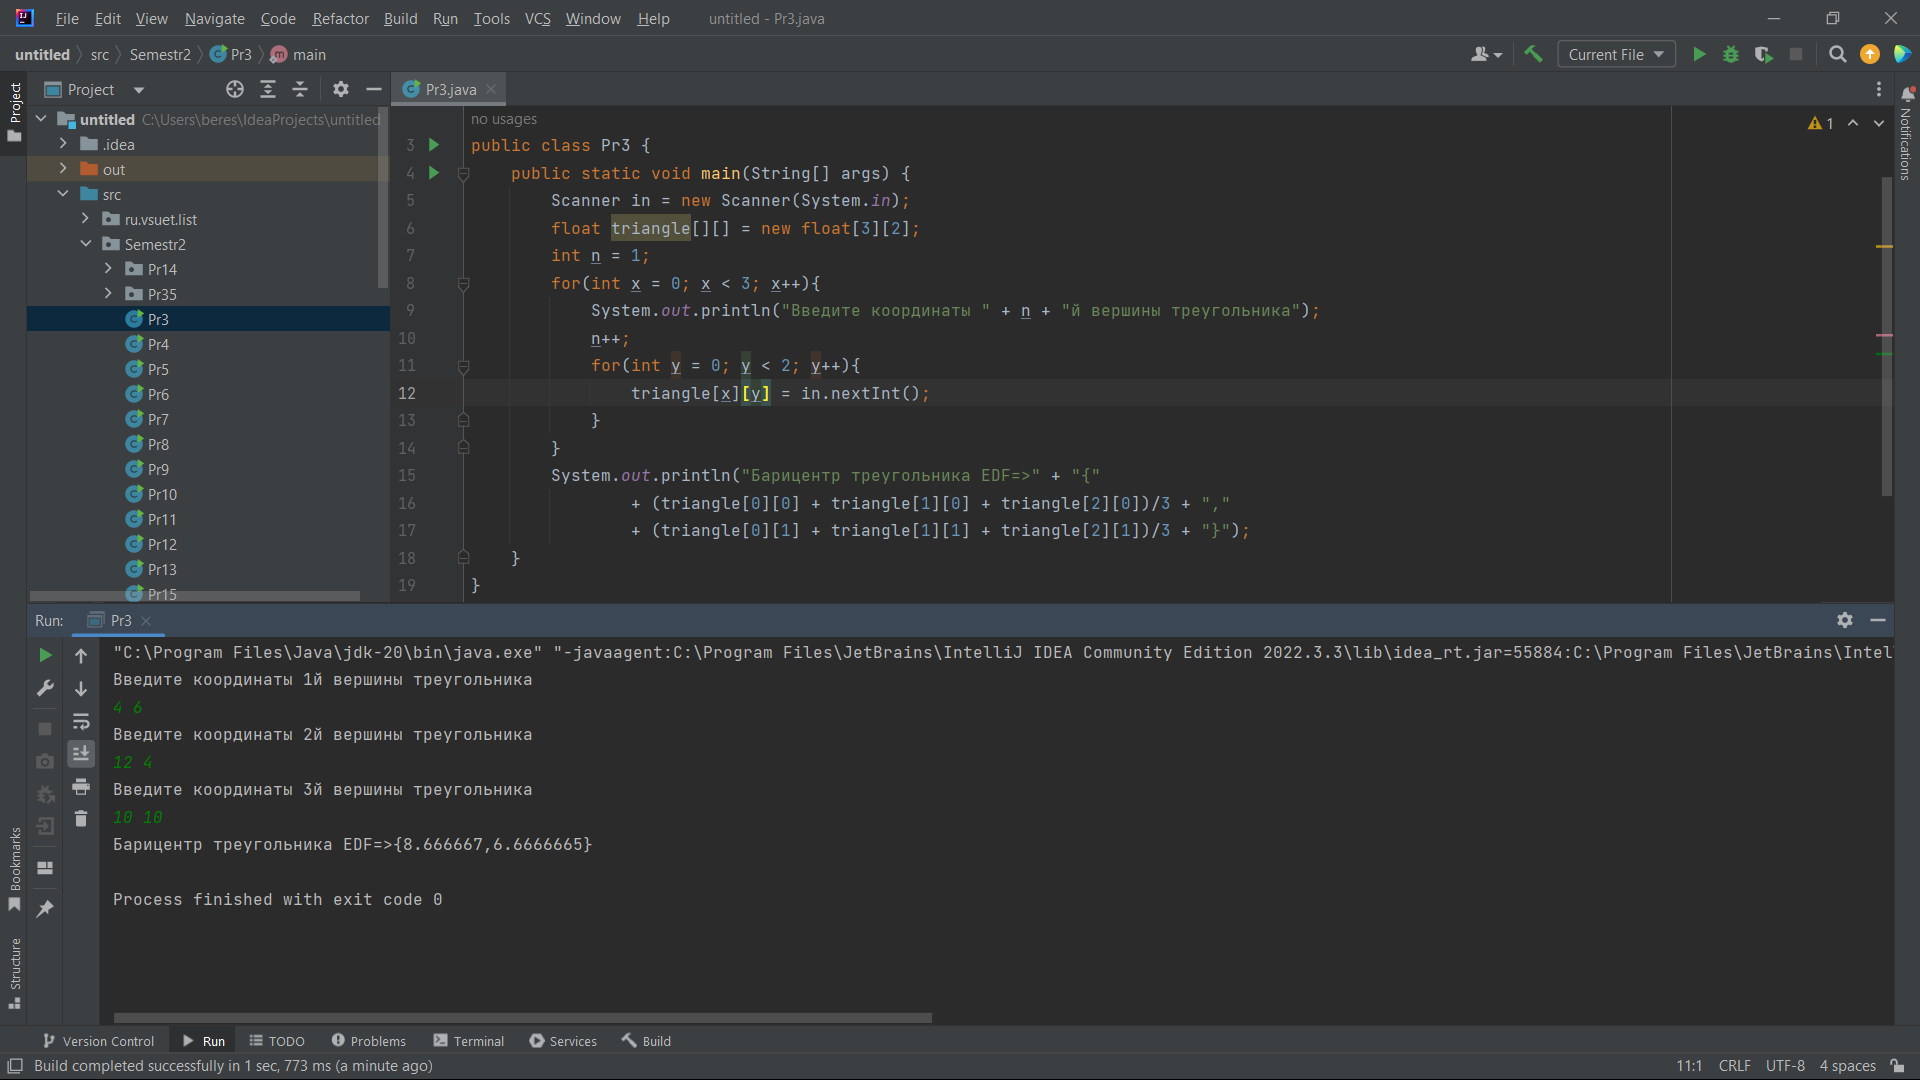 File Edit View Navigate Code Refactor Build Run Tools VCS Window Help untitled - Pr3.java
untitled src Semestr2 Pr3 main Current File
Project
Pr3.java
Project
untitled C:\Users\beres\IdeaProjects\untitled
.idea
out
src
ru.vsuet.list
Semestr2
Pr14
Pr35
Pr3
Pr4
Pr5
Pr6
Pr7
Pr8
Pr9
Pr10
Pr11
Pr12
Pr13
Pr15
no usages
1
3 public class Pr3 {
4 public static void main(String[] args) {
5 Scanner in = new Scanner(System.in);
6 float triangle[][] = new float[3][2];
7 int n = 1;
8 for(int x = 0; x < 3; x++){
9 System.out.println("Введите координаты " + n + "й вершины треугольника");
10 n++;
11 for(int y = 0; y < 2; y++){
12 triangle[x][y] = in.nextInt();
13 }
14 }
15 System.out.println("Барицентр треугольника EDF=>" + "{"
16 + (triangle[0][0] + triangle[1][0] + triangle[2][0])/3 + ","
17 + (triangle[0][1] + triangle[1][1] + triangle[2][1])/3 + "}");
18 }
19 }
Notifications
Run: Pr3
"C:\Program Files\Java\jdk-20\bin\java.exe" "-javaagent:C:\Program Files\JetBrains\IntelliJ IDEA Community Edition 2022.3.3\lib\idea_rt.jar=55884:C:\Program Files\JetBrains\Intel
Введите координаты 1й вершины треугольника
4 6
Введите координаты 2й вершины треугольника
12 4
Введите координаты 3й вершины треугольника
10 10
Барицентр треугольника EDF=>{8.666667,6.6666665}
Process finished with exit code 0
Bookmarks
Structure
Version Control Run TODO Problems Terminal Services Build
Build completed successfully in 1 sec, 773 ms (a minute ago) 11:1 CRLF UTF-8 4 spaces